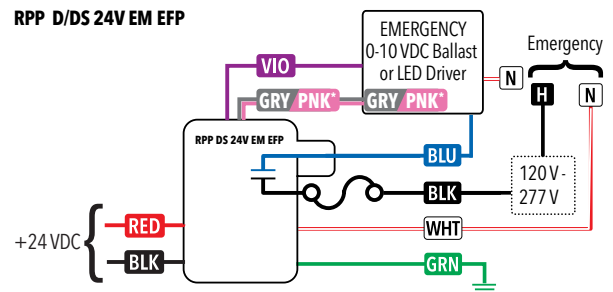 RPP D/DS 24V EM EFP
EMERGENCY
0-10 VDC Ballast
or LED Driver
Emergency
VIO
N
H
N
GRY/PNK*
GRY/PNK*
RPP DS 24V EM EFP
BLU
120 V -
277 V
BLK
RED
WHT
+24 VDC
BLK
GRN